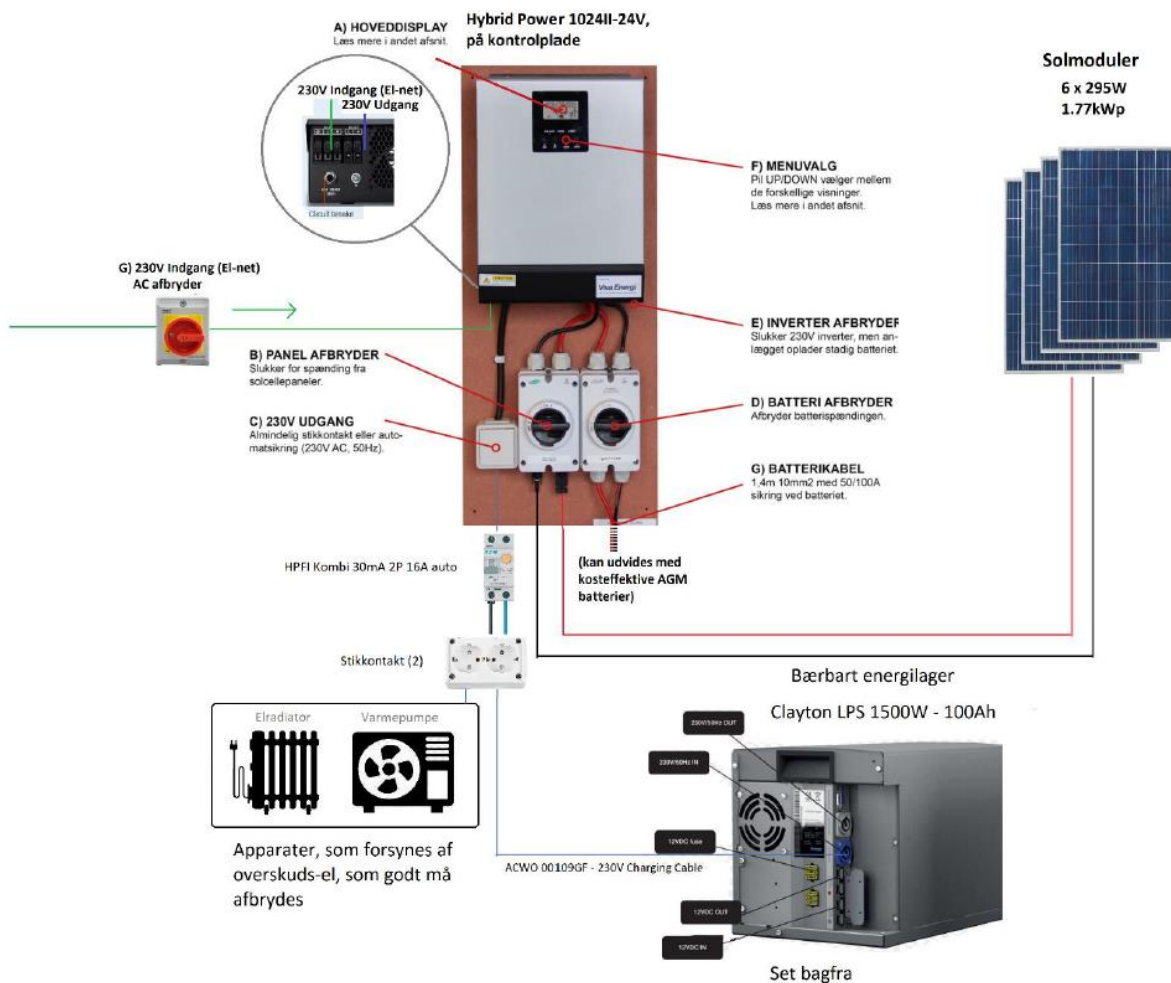 Hybrid Power 1024II-24V,
på kontrolplade
A) HOVEDDISPLAY
Læs mere i andet afsnit.
230V Indgang (El-net)
230V Udgang
Solmoduler
6 x 295W
1.77kWp
F) MENUVALG
Pil UP/DOWN vælger mellem
de forskellige visninger.
Læs mere i andet afsnit.
G) 230V Indgang (El-net)
AC afbryder
Viva Energi
E) INVERTER AFBRYDER
Slukker 230V inverter, men an-
lægget oplader stadig batteriet.
B) PANEL AFBRYDER
Slukker for spænding fra
solcellepaneler.
D) BATTERI AFBRYDER
Afbryder batterispændingen.
C) 230V UDGANG
Almindelig stikkontakt eller auto-
matsikring (230V AC, 50Hz).
G) BATTERIKABEL
1,4m 10mm2 med 50/100A
sikring ved batteriet.
HPFI Kombi 30mA 2P 16A auto
(kan udvides med
kosteffektive AGM
batterier)
Stikkontakt (2)
Bærbart energilager
Clayton LPS 1500W - 100Ah
Elradiator
Varmepumpe
230V/50Hz OUT
230V/50Hz IN
12VDC fuse
12VDC OUT
12VDC IN
Apparater, som forsynes af
overskuds-el, som godt må
afbrydes
ACWO 00109GF - 230V Charging Cable
Set bagfra